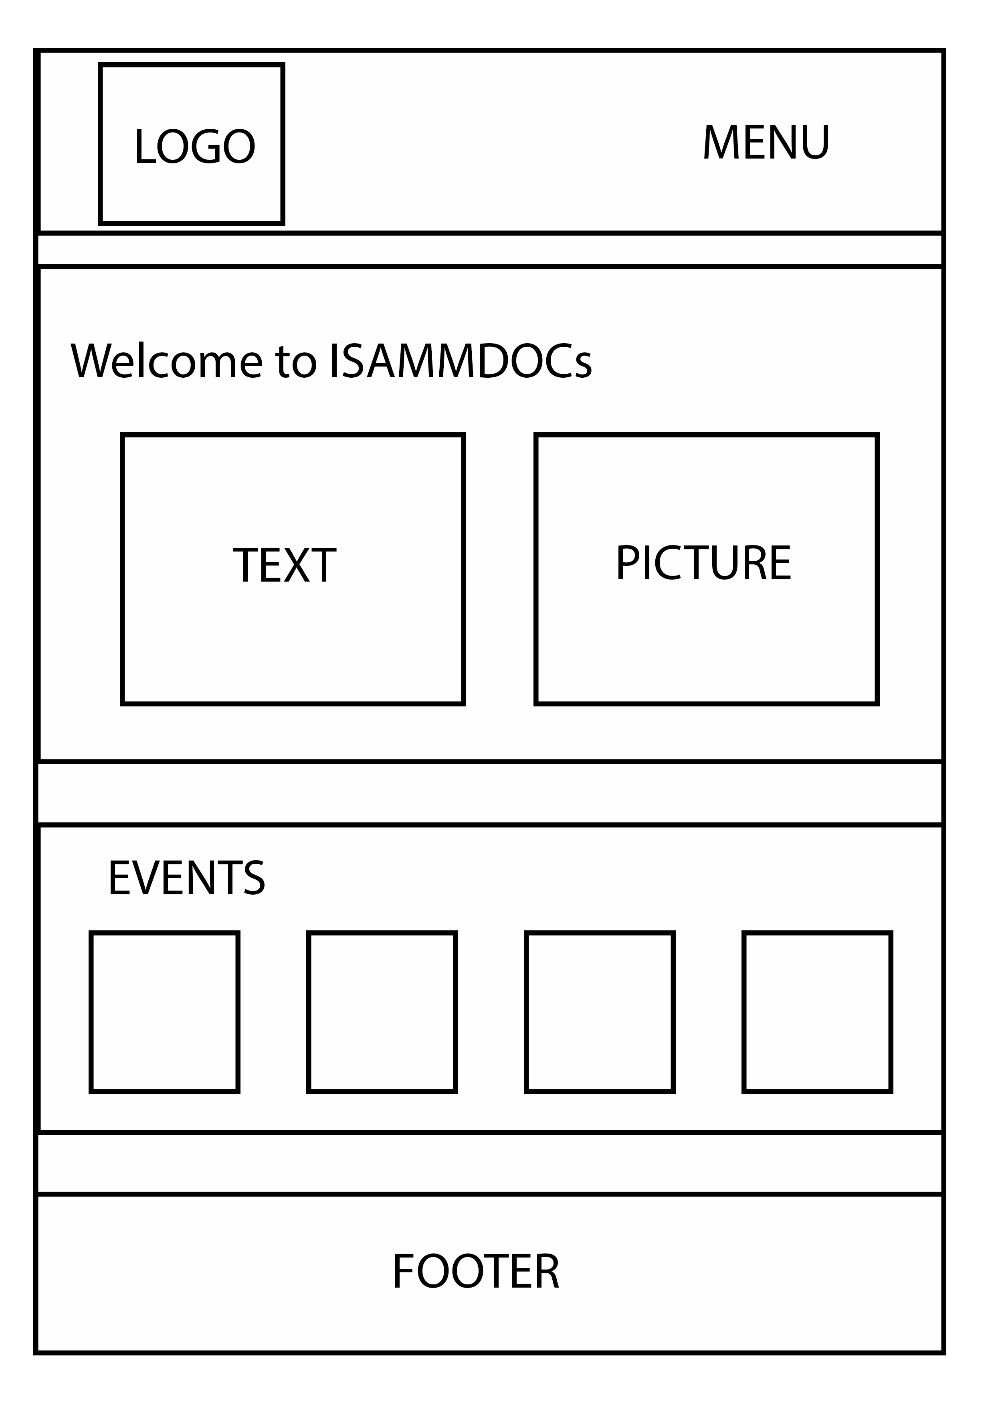 LOGO
MENU
Welcome to ISAMMDOCs
TEXT
PICTURE
EVENTS
FOOTER